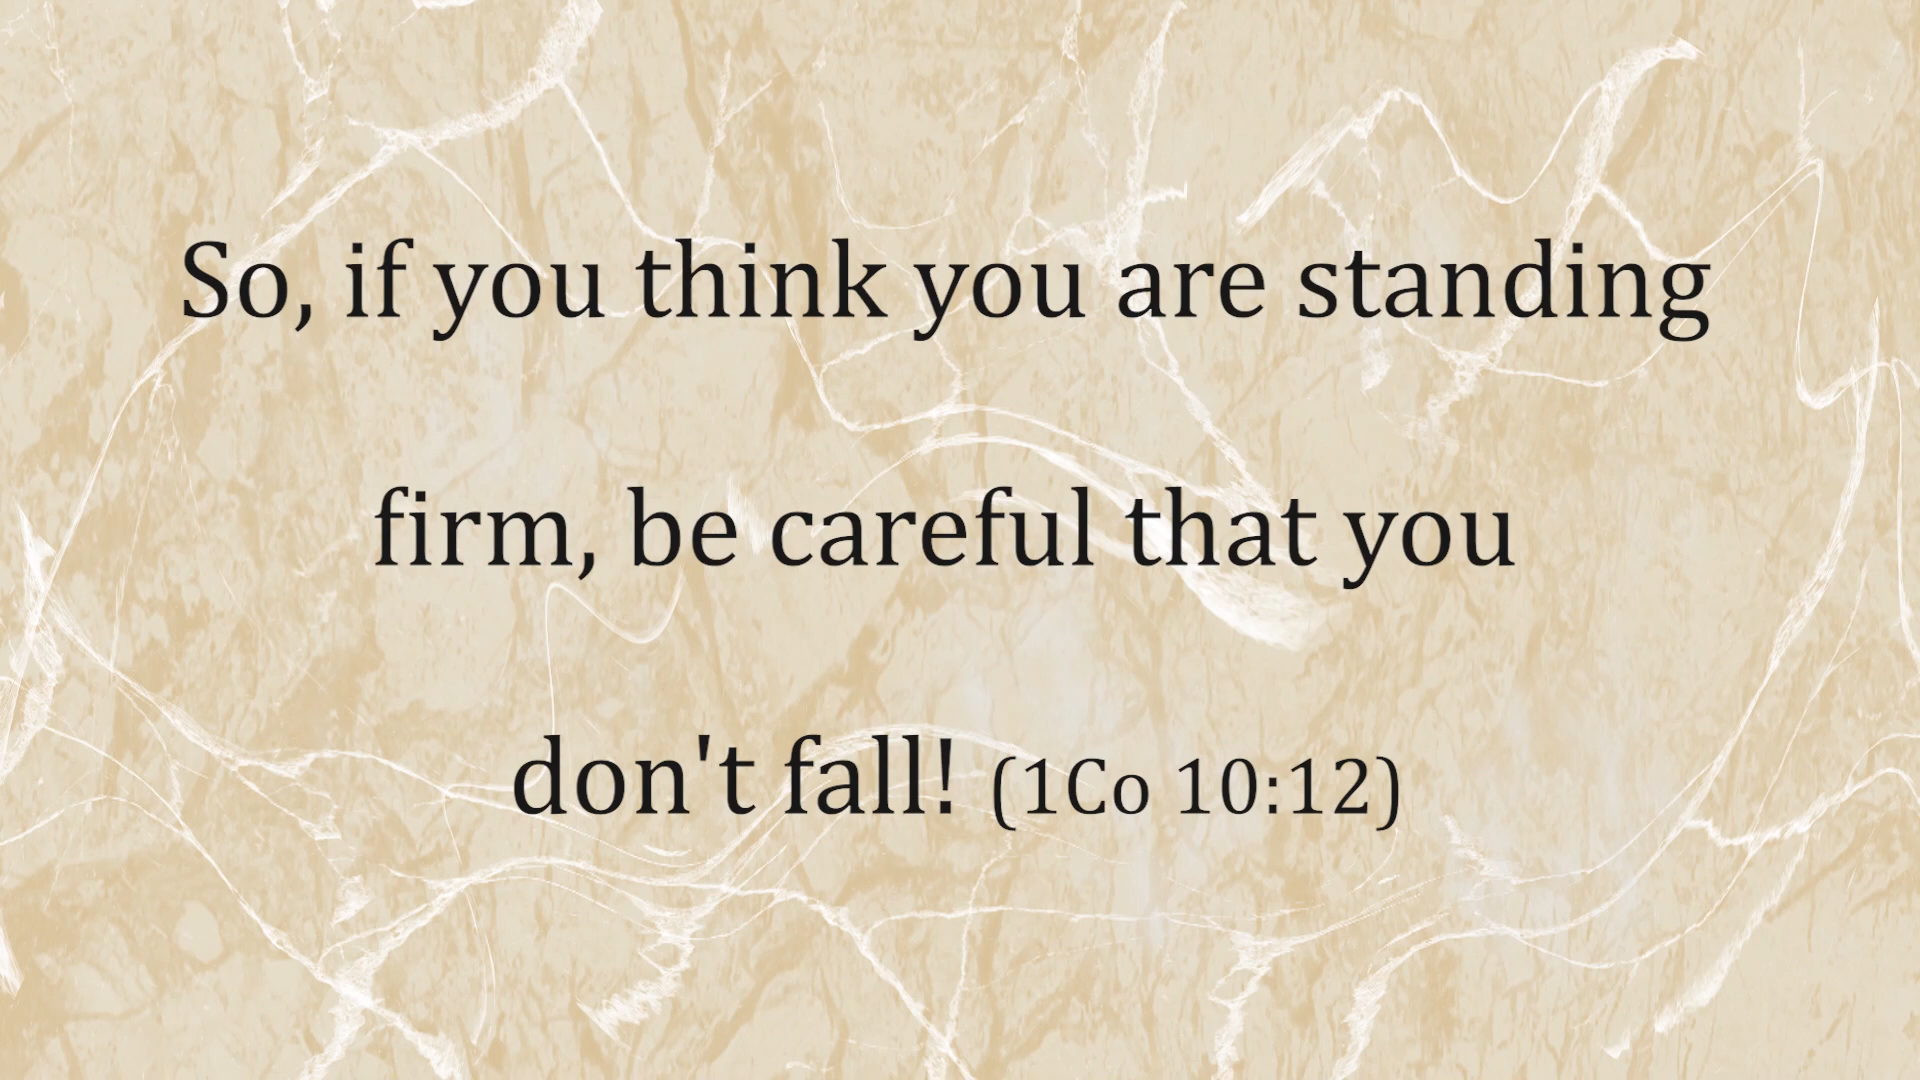 So, if you think you are standing
firm, be careful that you
don't fall! (1Co 10:12)